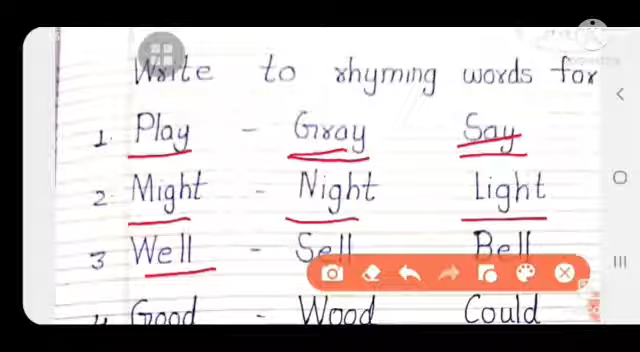 Write to rhyming words for
1. Play - Gray Say
2. Might - Night Light
3 Well - Sell Bell
4. Good - Wood Could